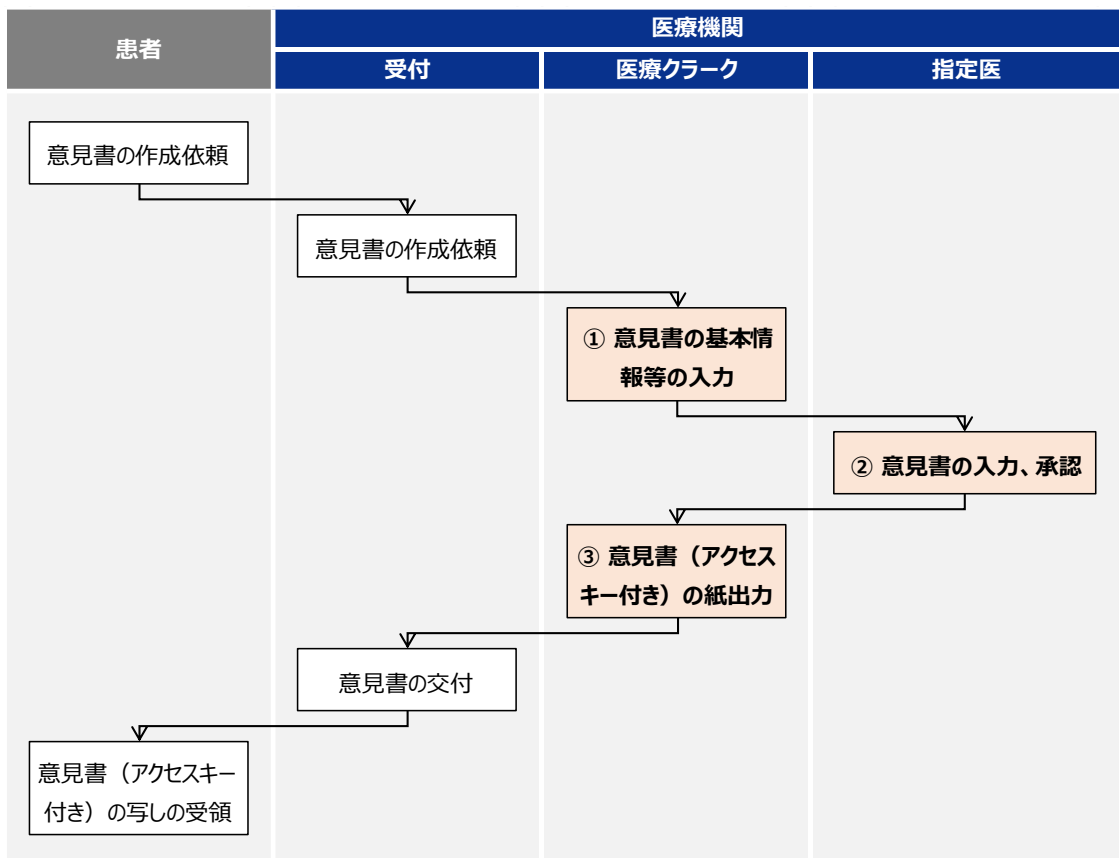 患者
医療機関
受付
医療クラーク
指定医
意見書の作成依頼
意見書の作成依頼
① 意見書の基本情
報等の入力
② 意見書の入力、承認
③ 意見書（アクセス
キー付き）の紙出力
意見書の交付
意見書（アクセスキー
付き）の写しの受領